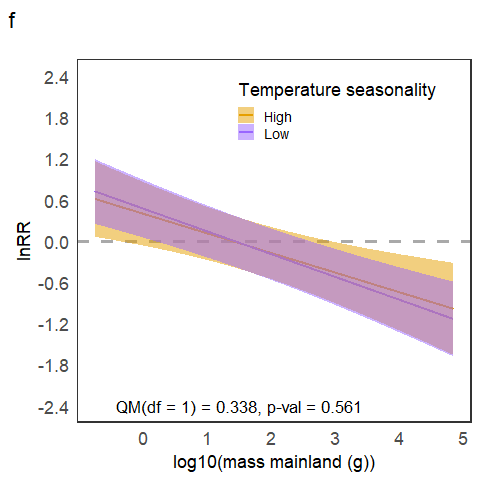 f
Temperature seasonality
High
Low
2.4
1.8
1.2
0.6
0.0
-0.6
-1.2
-1.8
-2.4
lnRR
QM(df = 1) = 0.338, p-val = 0.561
0 1 2 3 4 5
log10(mass mainland (g))